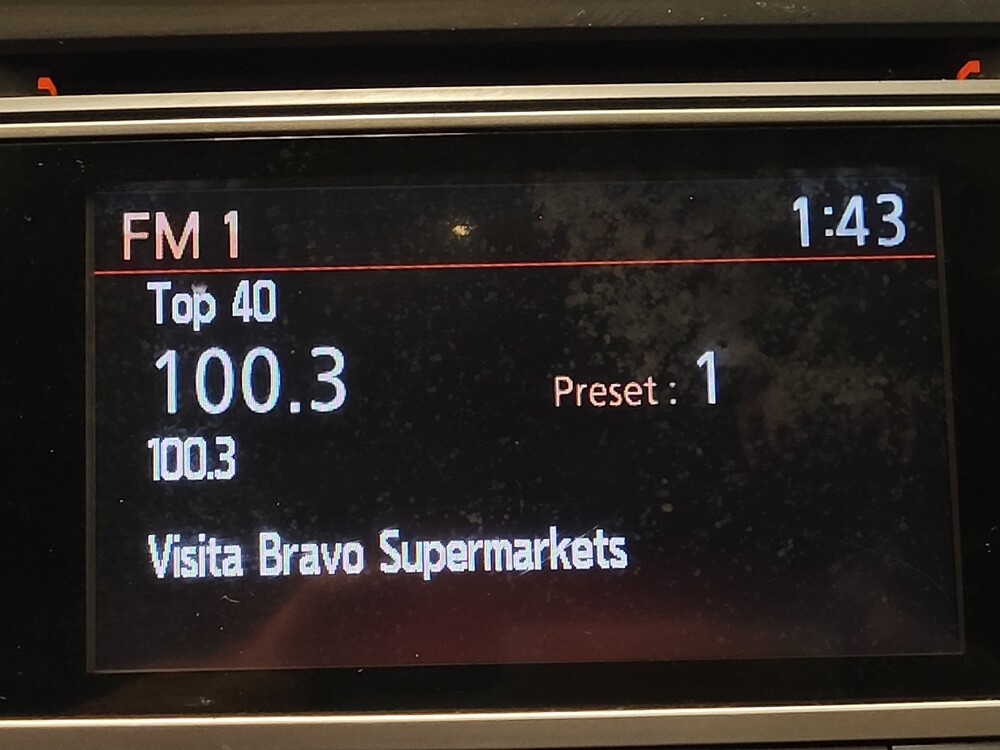 FM 1 1:43
Top 40
100.3 Preset : 1
100.3
Visita Bravo Supermarkets